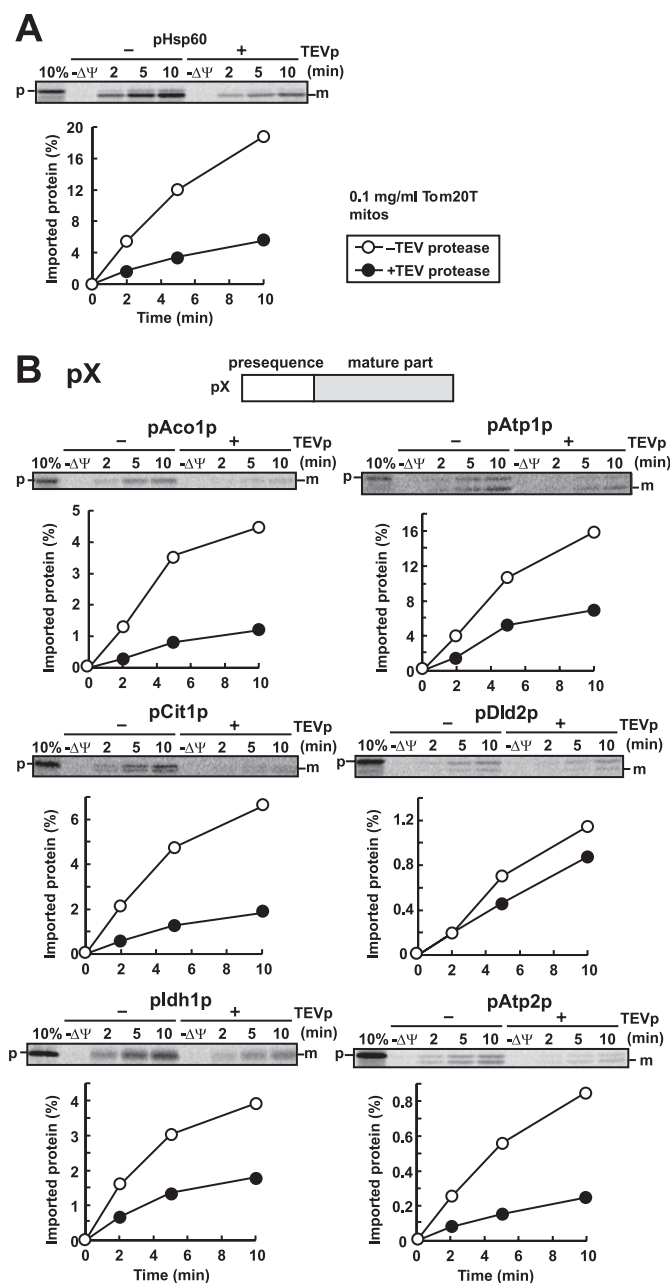 A
pHsp60
− + TEVp
10% -ΔΨ 2 5 10 -ΔΨ 2 5 10 (min)
p m
Imported protein (%)
20
16
12
8
4
0
0 2 4 6 8 10
Time (min)
0.1 mg/ml Tom20T
mitos
−TEV protease
+TEV protease
B pX
presequence mature part
pX
pAco1p
− + TEVp
10% -ΔΨ 2 5 10 -ΔΨ 2 5 10 (min)
p m
Imported protein (%)
5
4
3
2
1
0
0 2 4 6 8 10
pAtp1p
− + TEVp
10% -ΔΨ 2 5 10 -ΔΨ 2 5 10 (min)
p m
Imported protein (%)
16
12
8
4
0
0 2 4 6 8 10
pCit1p
− + TEVp
10% -ΔΨ 2 5 10 -ΔΨ 2 5 10 (min)
p m
Imported protein (%)
6
4
2
0
0 2 4 6 8 10
pDld2p
− + TEVp
10% -ΔΨ 2 5 10 -ΔΨ 2 5 10 (min)
p m
Imported protein (%)
1.2
0.8
0.4
0
0 2 4 6 8 10
pIdh1p
− + TEVp
10% -ΔΨ 2 5 10 -ΔΨ 2 5 10 (min)
p m
Imported protein (%)
4
3
2
1
0
0 2 4 6 8 10
Time (min)
pAtp2p
− + TEVp
10% -ΔΨ 2 5 10 -ΔΨ 2 5 10 (min)
p m
Imported protein (%)
0.8
0.6
0.4
0.2
0
0 2 4 6 8 10
Time (min)